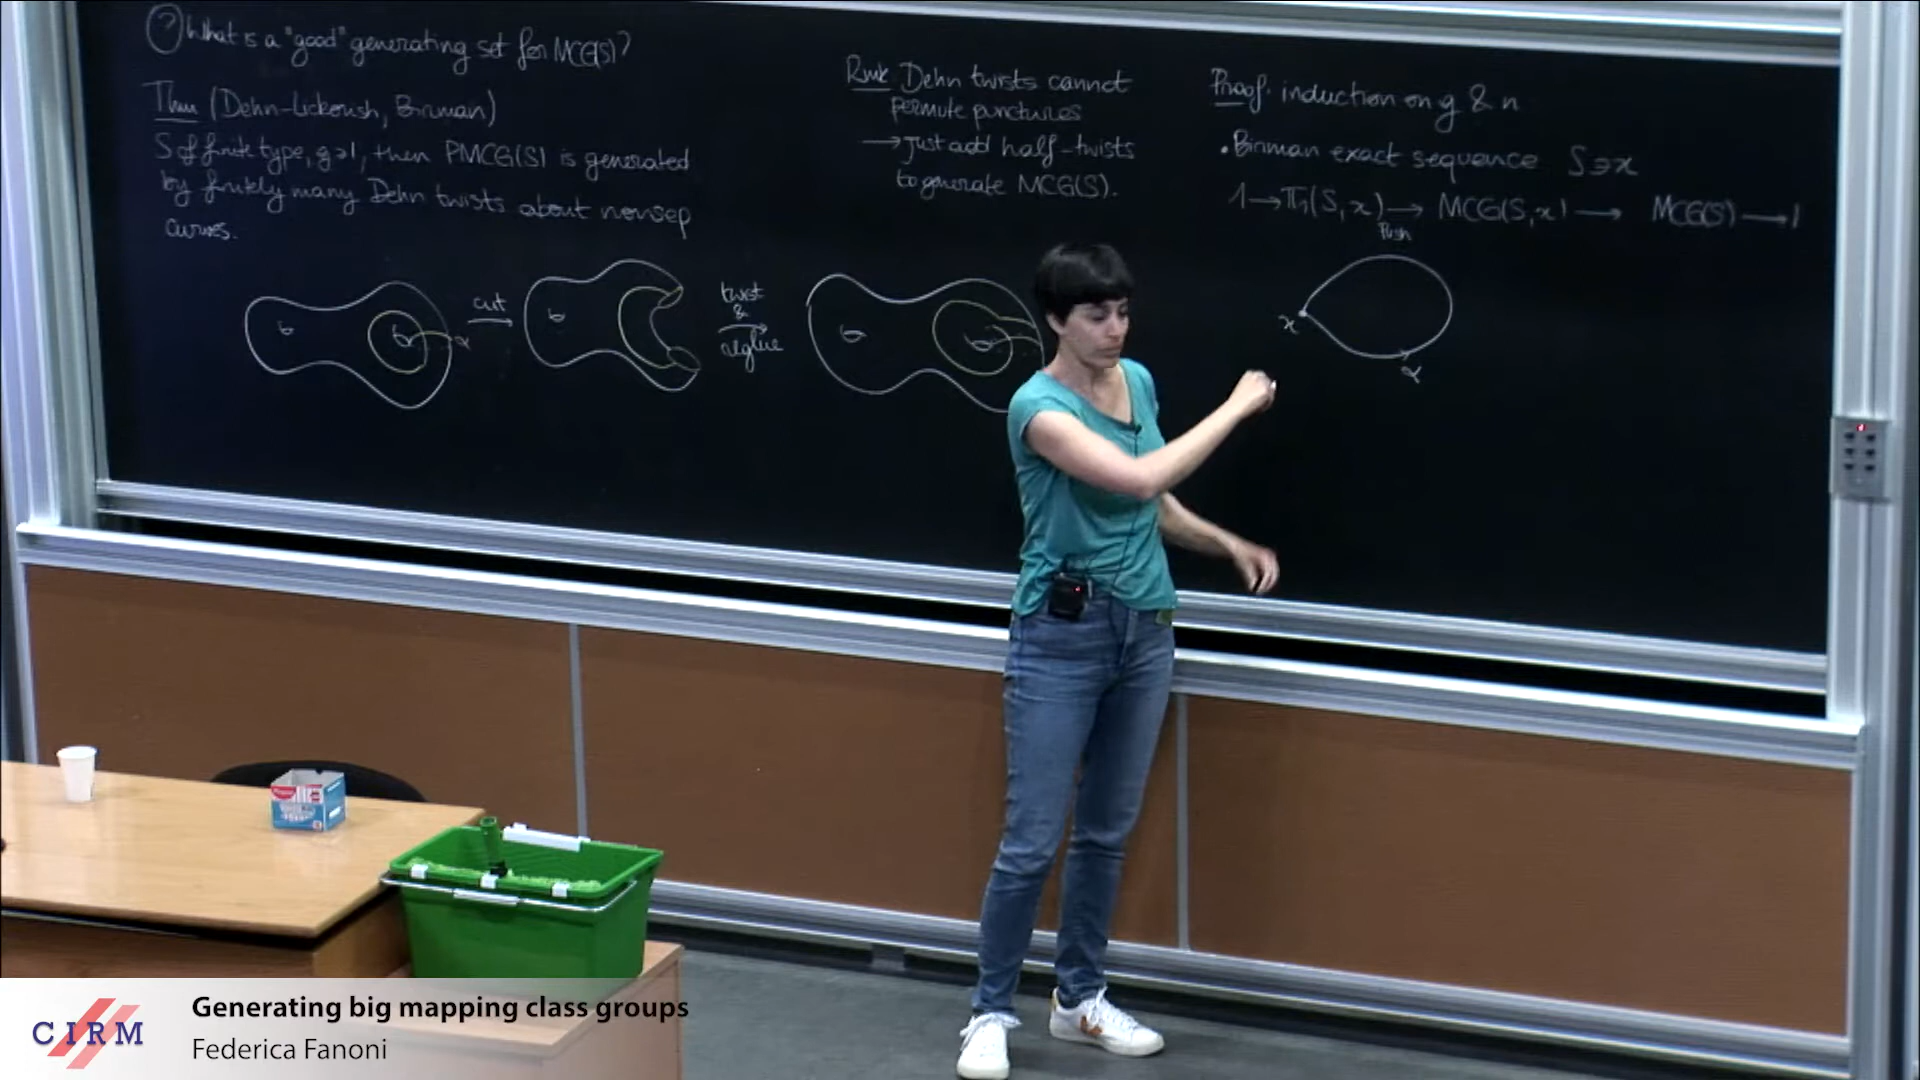 ? What is a "good" generating set for MCG(S)?
Thm (Dehn-Lickorish, Birman)
S of finite type, g≥1, then PMCG(S) is generated
by finitely many Dehn twists about nonsep
curves.
α
cut
twist
&
reglue
Rmk Dehn twists cannot
permute punctures
→ just add half-twists
to generate MCG(S).
Proof. induction on g & n
• Birman exact sequence S∋x
1→π₁(S,x)→ MCG(S,x) → MCG(S) → 1
Push
x
α
CIRM
Generating big mapping class groups
Federica Fanoni